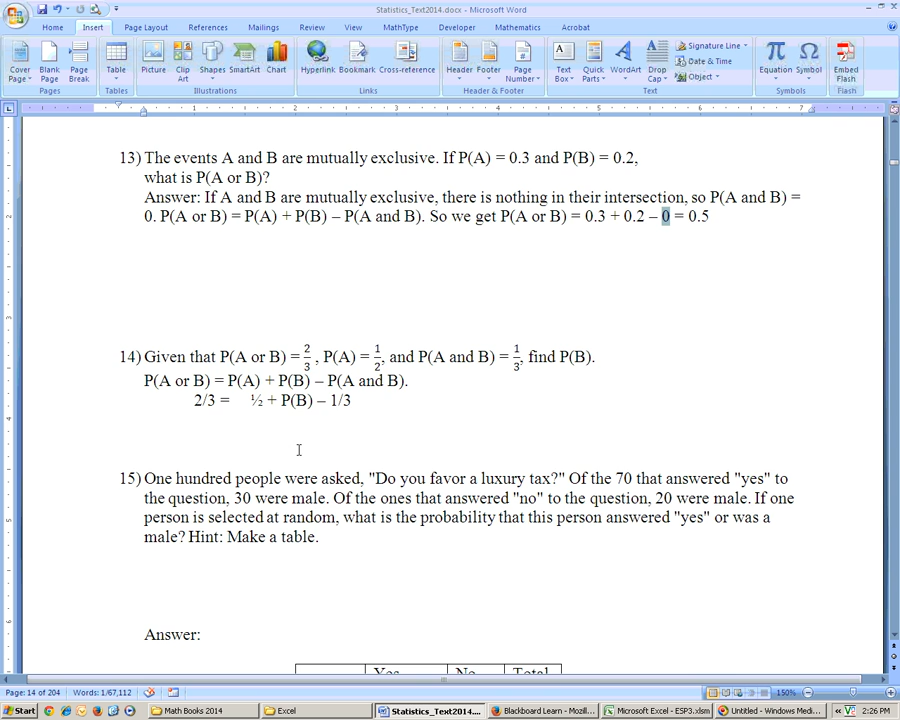 Statistics_Text2014.docx - Microsoft Word
Home Insert Page Layout References Mailings Review View MathType Developer Mathematics Acrobat
Cover Page Blank Page Page Break Table Picture Clip Art Shapes SmartArt Chart Hyperlink Bookmark Cross-reference Header Footer Page Number Text Box Quick Parts WordArt Drop Cap Signature Line Date & Time Object Equation Symbol Embed Flash
Pages Tables Illustrations Links Header & Footer Text Symbols Flash
13) The events A and B are mutually exclusive. If P(A) = 0.3 and P(B) = 0.2,
what is P(A or B)?
Answer: If A and B are mutually exclusive, there is nothing in their intersection, so P(A and B) =
0. P(A or B) = P(A) + P(B) – P(A and B). So we get P(A or B) = 0.3 + 0.2 – 0 = 0.5
14) Given that P(A or B) = 2/3 , P(A) = 1/2, and P(A and B) = 1/3, find P(B).
P(A or B) = P(A) + P(B) – P(A and B).
2/3 = ½ + P(B) – 1/3
15) One hundred people were asked, "Do you favor a luxury tax?" Of the 70 that answered "yes" to
the question, 30 were male. Of the ones that answered "no" to the question, 20 were male. If one
person is selected at random, what is the probability that this person answered "yes" or was a
male? Hint: Make a table.
Answer:
Yes No Total
Page: 14 of 204 Words: 1/67,112 150%
Start Math Books 2014 Excel Statistics_Text2014.... Blackboard Learn - Mozil... Microsoft Excel - ESP3.xlsm Untitled - Windows Medi... 2:26 PM